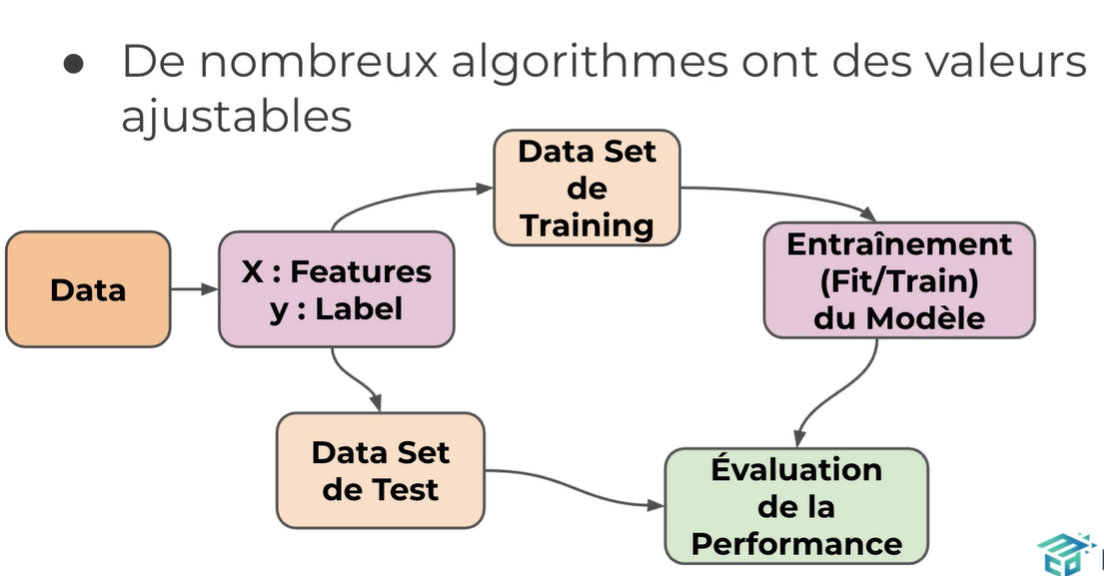 ● De nombreux algorithmes ont des valeurs
ajustables
Data Set
de
Training
Data
X : Features
y : Label
Entraînement
(Fit/Train)
du Modèle
Data Set
de Test
Évaluation
de la
Performance